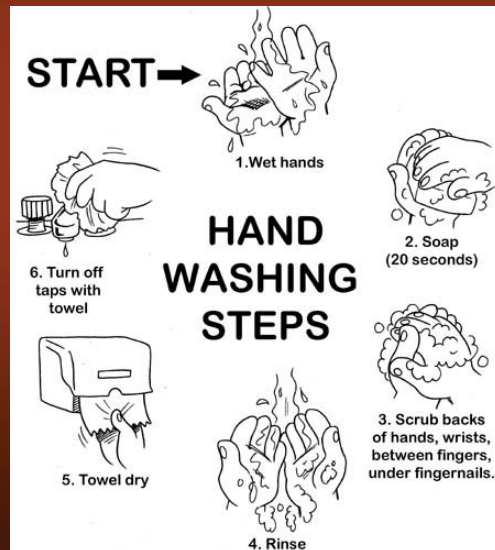 START
1.Wet hands
2. Soap
(20 seconds)
3. Scrub backs
of hands, wrists,
between fingers,
under fingernails.
4. Rinse
5. Towel dry
6. Turn off
taps with
towel
HAND
WASHING
STEPS